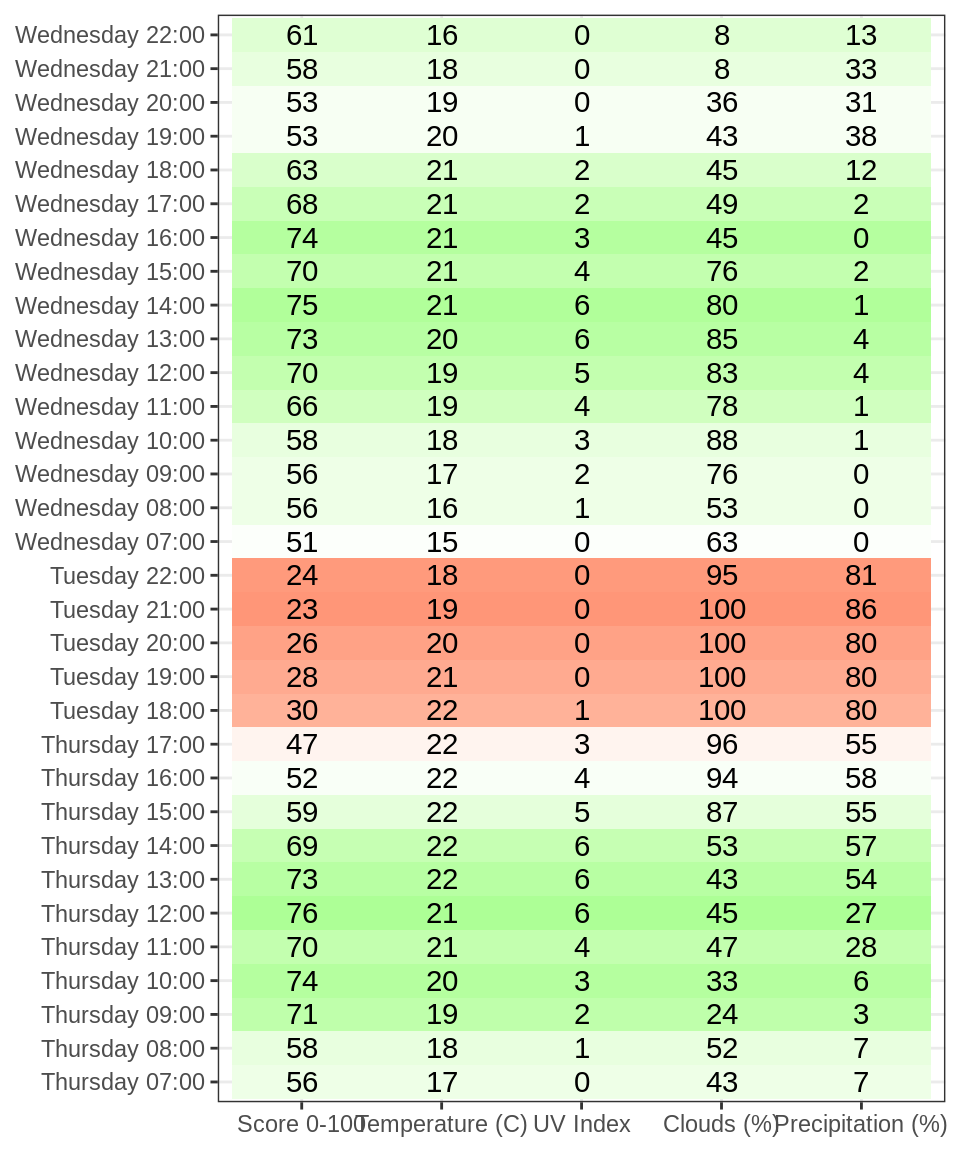 Wednesday 22:00 61 16 0 8 13
Wednesday 21:00 58 18 0 8 33
Wednesday 20:00 53 19 0 36 31
Wednesday 19:00 53 20 1 43 38
Wednesday 18:00 63 21 2 45 12
Wednesday 17:00 68 21 2 49 2
Wednesday 16:00 74 21 3 45 0
Wednesday 15:00 70 21 4 76 2
Wednesday 14:00 75 21 6 80 1
Wednesday 13:00 73 20 6 85 4
Wednesday 12:00 70 19 5 83 4
Wednesday 11:00 66 19 4 78 1
Wednesday 10:00 58 18 3 88 1
Wednesday 09:00 56 17 2 76 0
Wednesday 08:00 56 16 1 53 0
Wednesday 07:00 51 15 0 63 0
Tuesday 22:00 24 18 0 95 81
Tuesday 21:00 23 19 0 100 86
Tuesday 20:00 26 20 0 100 80
Tuesday 19:00 28 21 0 100 80
Tuesday 18:00 30 22 1 100 80
Thursday 17:00 47 22 3 96 55
Thursday 16:00 52 22 4 94 58
Thursday 15:00 59 22 5 87 55
Thursday 14:00 69 22 6 53 57
Thursday 13:00 73 22 6 43 54
Thursday 12:00 76 21 6 45 27
Thursday 11:00 70 21 4 47 28
Thursday 10:00 74 20 3 33 6
Thursday 09:00 71 19 2 24 3
Thursday 08:00 58 18 1 52 7
Thursday 07:00 56 17 0 43 7
Score 0-100 Temperature (C) UV Index Clouds (%) Precipitation (%)